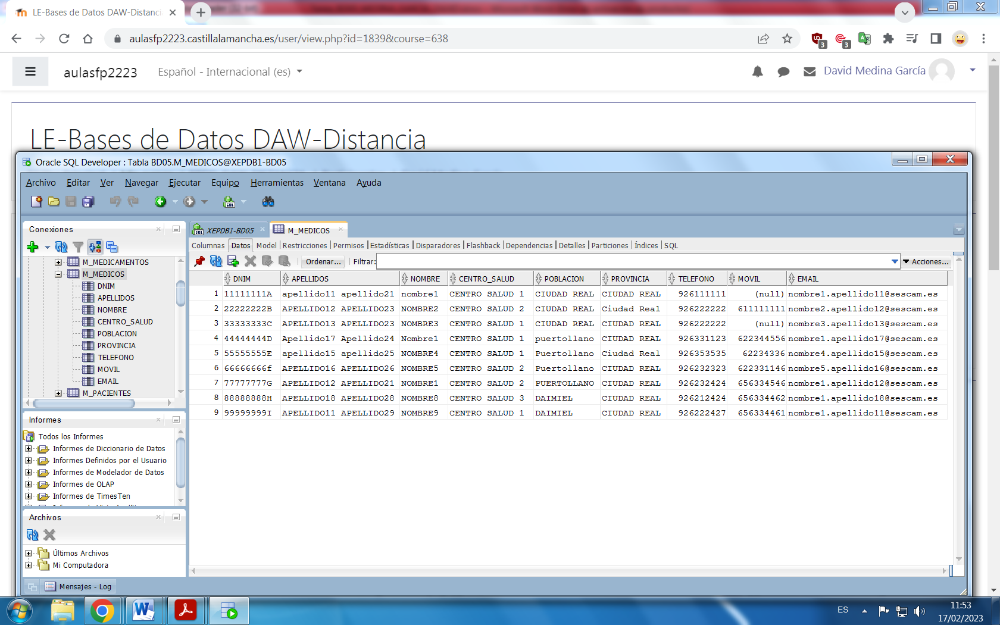 LE-Bases de Datos DAW-Distancia
aulasfp2223.castillalamancha.es/user/view.php?id=1839&course=638
3
3
aulasfp2223
Español - Internacional (es)
David Medina García
LE-Bases de Datos DAW-Distancia
Oracle SQL Developer : Tabla BD05.M_MEDICOS@XEPDB1-BD05
Archivo Editar Ver Navegar Ejecutar Equipo Herramientas Ventana Ayuda
SQL
Conexiones
M_MEDICAMENTOS
M_MEDICOS
DNIM
APELLIDOS
NOMBRE
CENTRO_SALUD
POBLACION
PROVINCIA
TELEFONO
MOVIL
EMAIL
M_PACIENTES
Informes
Todos los Informes
Informes de Diccionario de Datos
Informes Definidos por el Usuario
Informes de Modelador de Datos
Informes de OLAP
Informes de TimesTen
Archivos
Últimos Archivos
Mi Computadora
XEPDB1-BD05 M_MEDICOS
Columnas Datos Model Restricciones Permisos Estadísticas Disparadores Flashback Dependencias Detalles Particiones Índices SQL
Ordenar... Filtrar: Acciones...
DNIM APELLIDOS NOMBRE CENTRO_SALUD POBLACION PROVINCIA TELEFONO MOVIL EMAIL
1 11111111A apellido11 apellido21 nombre1 CENTRO SALUD 1 CIUDAD REAL CIUDAD REAL 926111111 (null) nombre1.apellido11@sescam.es
2 22222222B APELLIDO12 APELLIDO23 NOMBRE2 CENTRO SALUD 2 CIUDAD REAL Ciudad Real 926222222 611111111 nombre2.apellido12@sescam.es
3 33333333C APELLIDO13 APELLIDO23 NOMBRE3 CENTRO SALUD 1 CIUDAD REAL CIUDAD REAL 926222222 (null) nombre3.apellido13@sescam.es
4 44444444D Apellido17 Apellido24 Nombre1 CENTRO SALUD 1 puertollano CIUDAD REAL 926331123 622344556 nombre1.apellido17@sescam.es
5 55555555E apellido15 apellido25 NOMBRE4 CENTRO SALUD 1 Puertollano Ciudad Real 926353535 62234336 nombre4.apellido15@sescam.es
6 66666666f APELLIDO16 APELLIDO26 NOMBRE5 CENTRO SALUD 2 Puertollano CIUDAD REAL 926232323 622331146 nombre5.apellido16@sescam.es
7 77777777G APELLIDO12 APELLIDO21 NOMBRE1 CENTRO SALUD 2 PUERTOLLANO CIUDAD REAL 926232424 656334546 nombre1.apellido12@sescam.es
8 88888888H APELLIDO18 APELLIDO28 NOMBRE8 CENTRO SALUD 3 DAIMIEL CIUDAD REAL 926212424 656334462 nombre1.apellido18@sescam.es
9 99999999I APELLIDO11 APELLIDO29 NOMBRE9 CENTRO SALUD 1 DAIMIEL CIUDAD REAL 926222427 656334461 nombre1.apellido11@sescam.es
Mensajes - Log
ES
11:53
17/02/2023